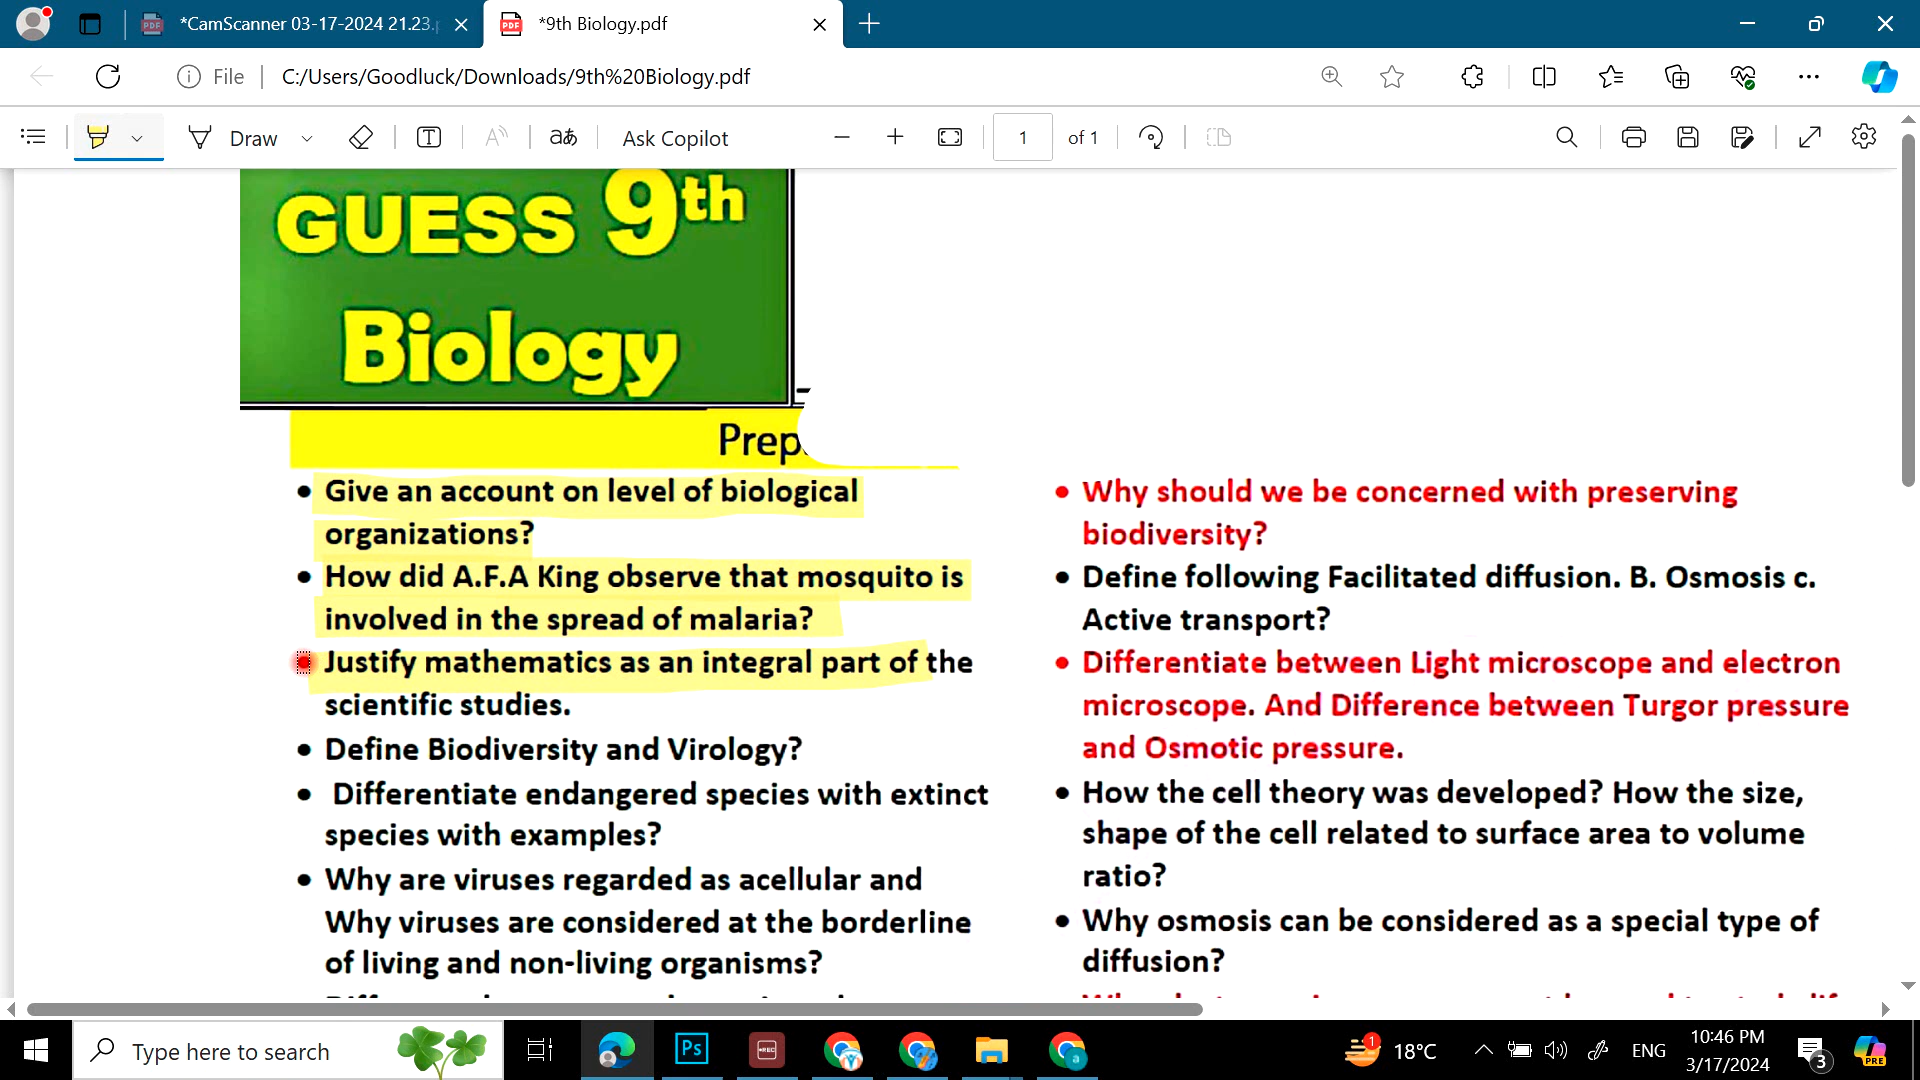 *CamScanner 03-17-2024 21.23.p
*9th Biology.pdf
File
C:/Users/Goodluck/Downloads/9th%20Biology.pdf
Draw
aあ
Ask Copilot
1 of 1
GUESS 9th
Biology
Prep
• Give an account on level of biological
organizations?
• How did A.F.A King observe that mosquito is
involved in the spread of malaria?
Justify mathematics as an integral part of the
scientific studies.
• Define Biodiversity and Virology?
• Differentiate endangered species with extinct
species with examples?
• Why are viruses regarded as acellular and
Why viruses are considered at the borderline
of living and non-living organisms?
• Why should we be concerned with preserving
biodiversity?
• Define following Facilitated diffusion. B. Osmosis c.
Active transport?
• Differentiate between Light microscope and electron
microscope. And Difference between Turgor pressure
and Osmotic pressure.
• How the cell theory was developed? How the size,
shape of the cell related to surface area to volume
ratio?
• Why osmosis can be considered as a special type of
diffusion?
Type here to search
Ps
REC
a
1
18°C
ENG
10:46 PM
3/17/2024
3
PRE